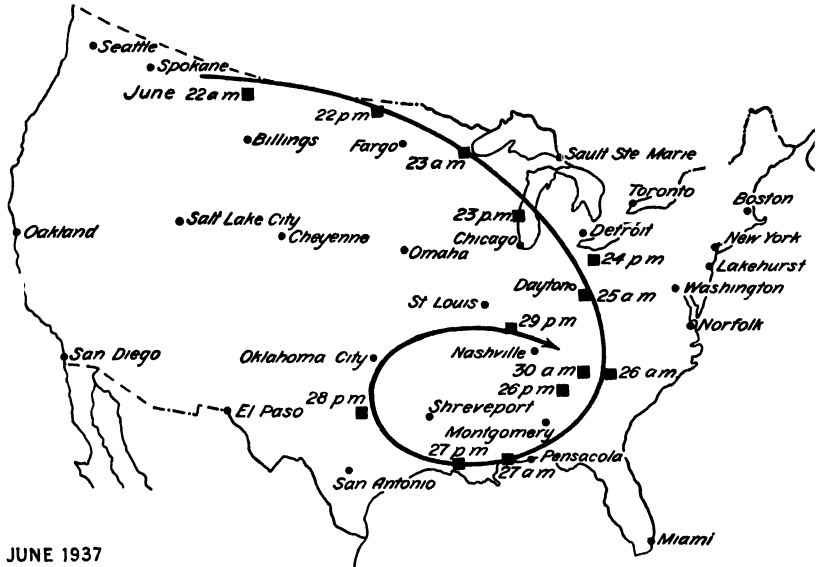 Seattle
Spokane
June 22 a m
22 p m
Billings
Fargo
23 a m
Sault Ste Marie
Toronto
Boston
23 p.m
Salt Lake City
Oakland
Cheyenne
Chicago
Detroit
New York
Omaha
24 p m
Lakehurst
Dayton
25 a m
Washington
St Louis
29 p m
Norfolk
San Diego
Oklahoma City
Nashville
30 a m
26 a m
26 p m
28 p m
El Paso
Shreveport
Montgomery
27 p m
Pensacola
27 a m
San Antonio
Miami
JUNE 1937